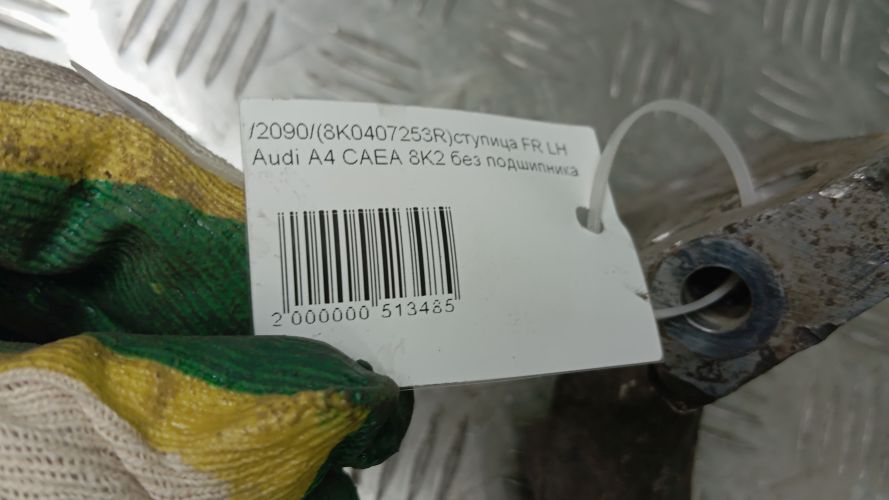 /2090/(8K0407253R)ступица FR LH
Audi A4 CAEA 8K2 без подшипника
2 000000 513485